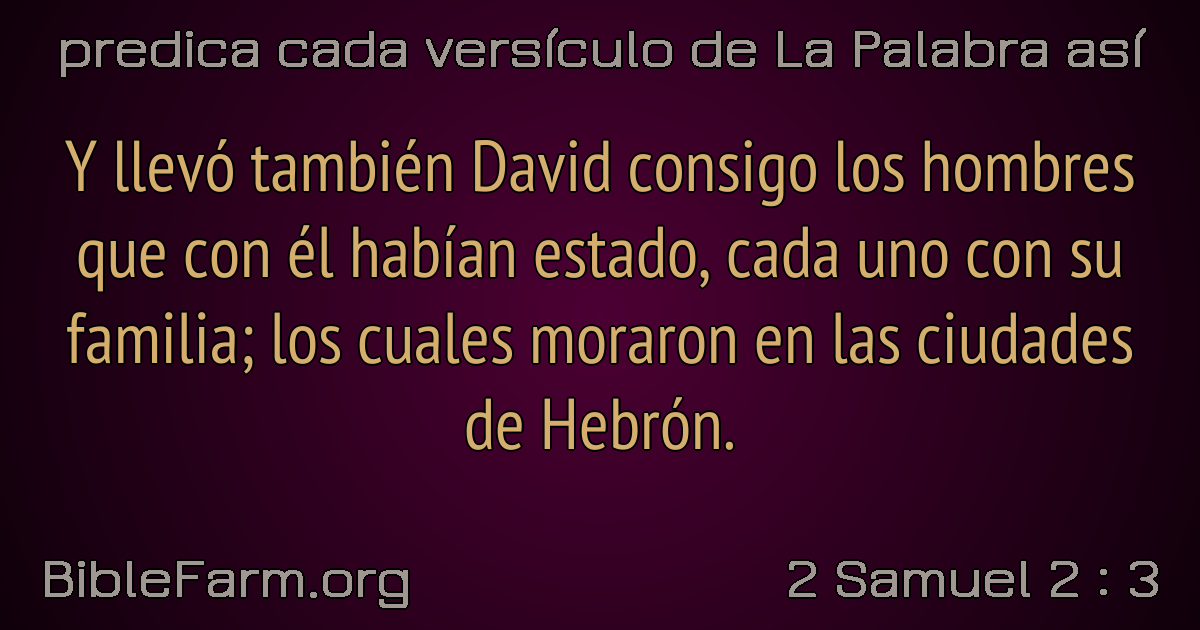 predica cada versículo de La Palabra así
Y llevó también David consigo los hombres
que con él habían estado, cada uno con su
familia; los cuales moraron en las ciudades
de Hebrón.
BibleFarm.org
2 Samuel 2 : 3